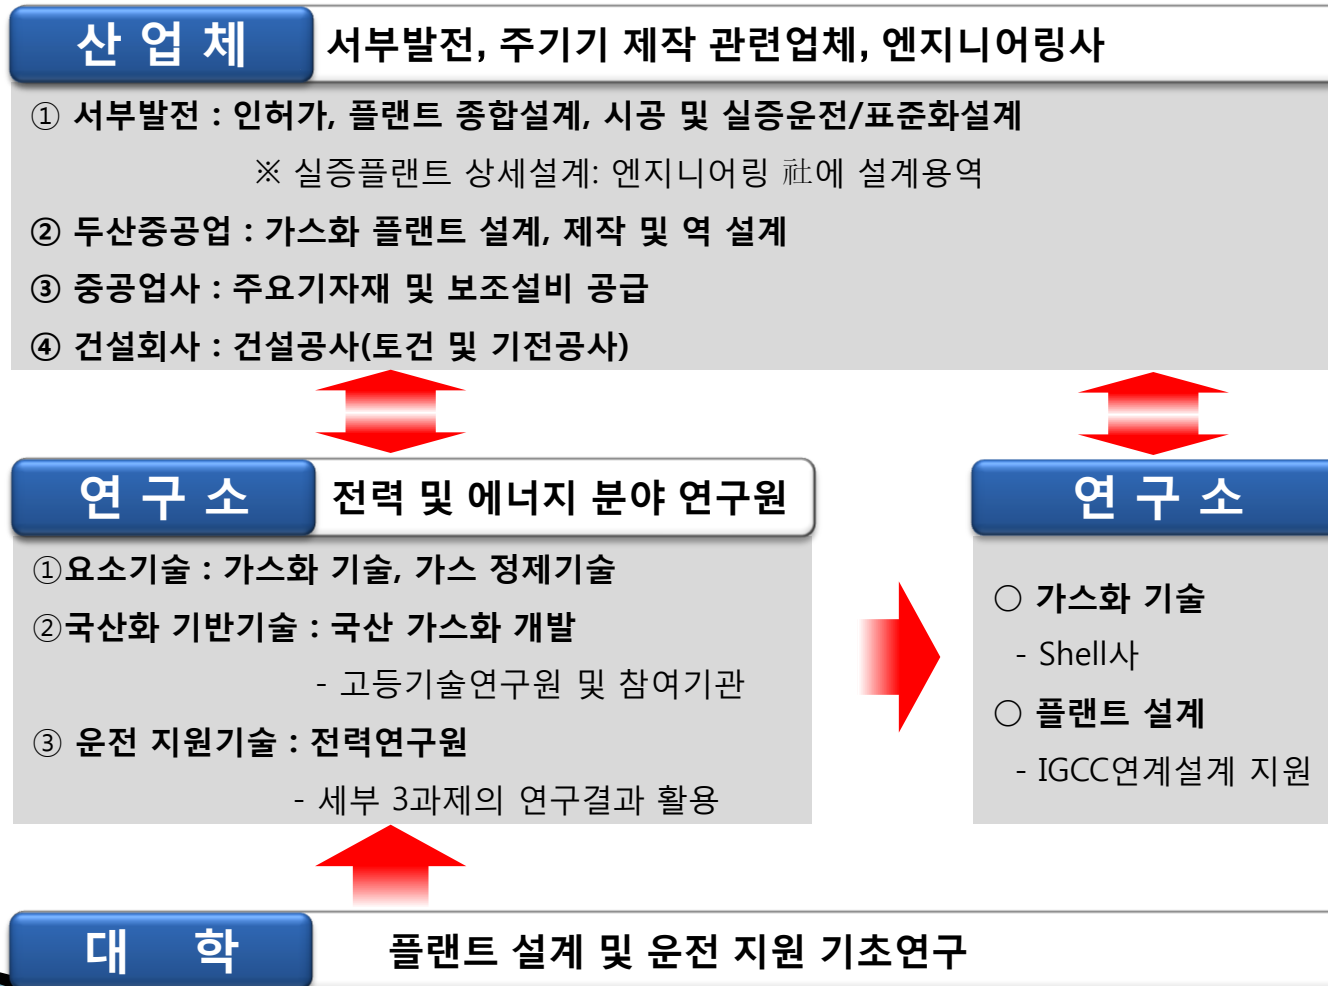 산 업 체
서부발전, 주기기 제작 관련업체, 엔지니어링사
① 서부발전 : 인허가, 플랜트 종합설계, 시공 및 실증운전/표준화설계
※ 실증플랜트 상세설계: 엔지니어링 社에 설계용역
② 두산중공업 : 가스화 플랜트 설계, 제작 및 역 설계
③ 중공업사 : 주요기자재 및 보조설비 공급
④ 건설회사 : 건설공사(토건 및 기전공사)
연 구 소
전력 및 에너지 분야 연구원
①요소기술 : 가스화 기술, 가스 정제기술
②국산화 기반기술 : 국산 가스화 개발
- 고등기술연구원 및 참여기관
③ 운전 지원기술 : 전력연구원
- 세부 3과제의 연구결과 활용
연 구 소
○ 가스화 기술
- Shell사
○ 플랜트 설계
- IGCC연계설계 지원
대 학
플랜트 설계 및 운전 지원 기초연구